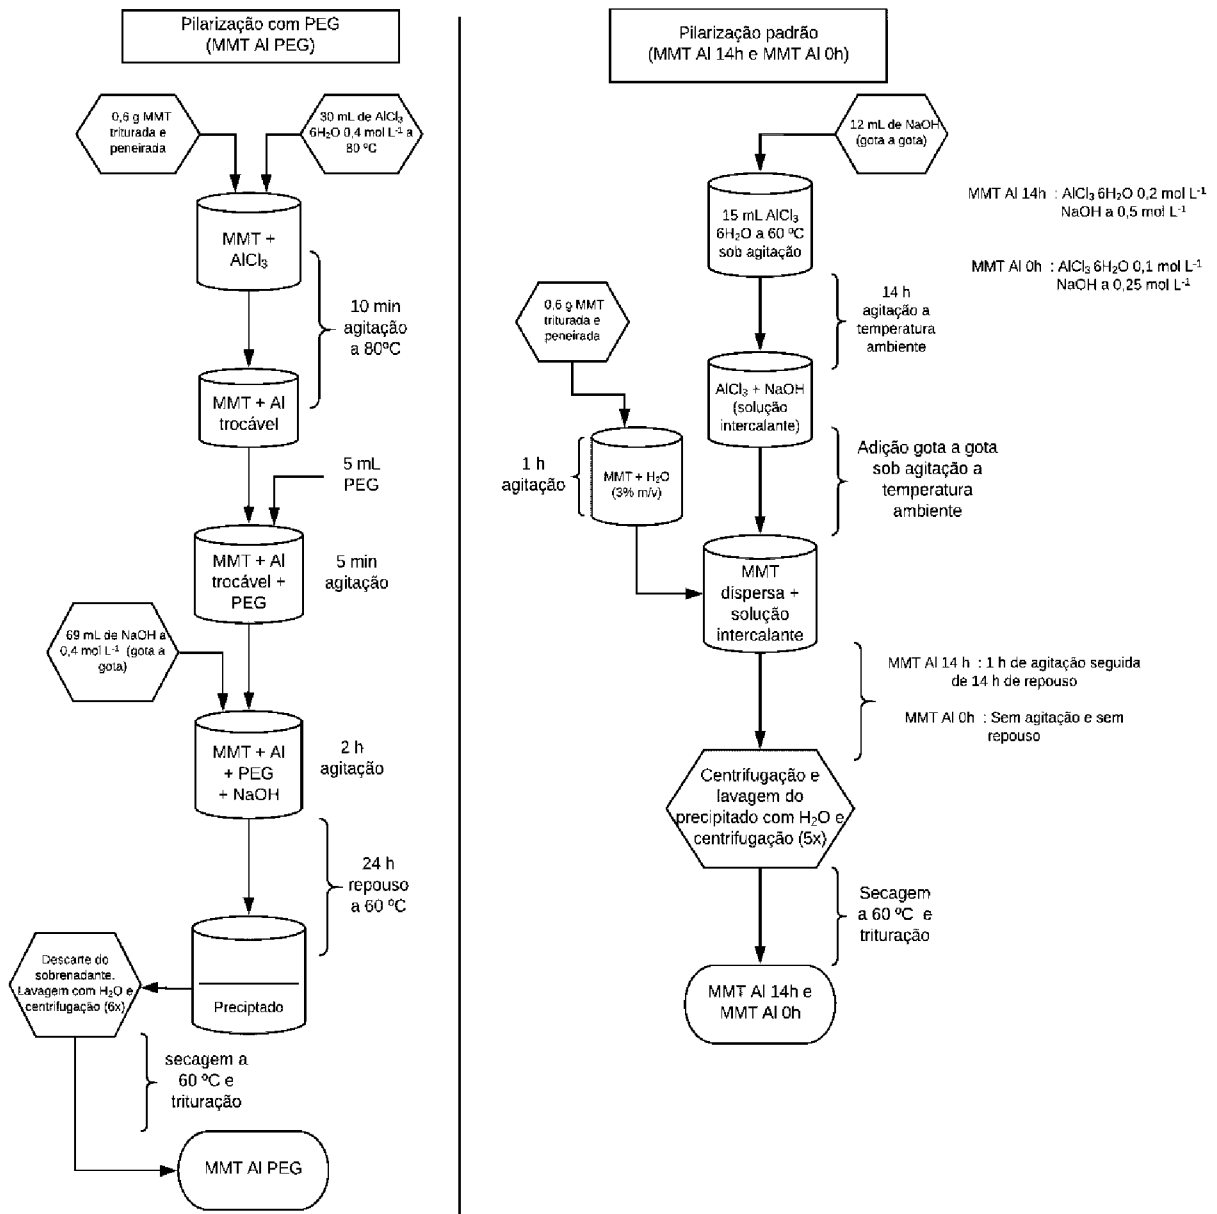 Pilarização com PEG
(MMT Al PEG)
0,6 g MMT
triturada e
peneirada
30 mL de AlCl₃
6H₂O 0,4 mol L⁻¹ a
80 ºC
MMT +
AlCl₃
10 min
agitação
a 80ºC
MMT + Al
trocável
5 mL
PEG
MMT + Al
trocável +
PEG
5 min
agitação
69 mL de NaOH a
0,4 mol L⁻¹ (gota a
gota)
MMT + Al
+ PEG
+ NaOH
2 h
agitação
24 h
repouso
a 60 ºC
Preciptado
Descarte do
sobrenadante.
Lavagem com H₂O e
centrifugação (6x)
secagem a
60 ºC e
trituração
MMT Al PEG
Pilarização padrão
(MMT Al 14h e MMT Al 0h)
12 mL de NaOH
(gota a gota)
15 mL AlCl₃
6H₂O a 60 ºC
sob agitação
MMT Al 14h : AlCl₃ 6H₂O 0,2 mol L⁻¹
NaOH a 0,5 mol L⁻¹
MMT Al 0h : AlCl₃ 6H₂O 0,1 mol L⁻¹
NaOH a 0,25 mol L⁻¹
14 h
agitação a
temperatura
ambiente
0,6 g MMT
triturada e
peneirada
AlCl₃ + NaOH
(solução
intercalante)
1 h
agitação
MMT + H₂O
(3% m/v)
Adição gota a gota
sob agitação a
temperatura
ambiente
MMT
dispersa +
solução
intercalante
MMT Al 14 h : 1 h de agitação seguida
de 14 h de repouso
MMT Al 0h : Sem agitação e sem
repouso
Centrifugação e
lavagem do
precipitado com H₂O e
centrifugação (5x)
Secagem
a 60 ºC e
trituração
MMT Al 14h e
MMT Al 0h